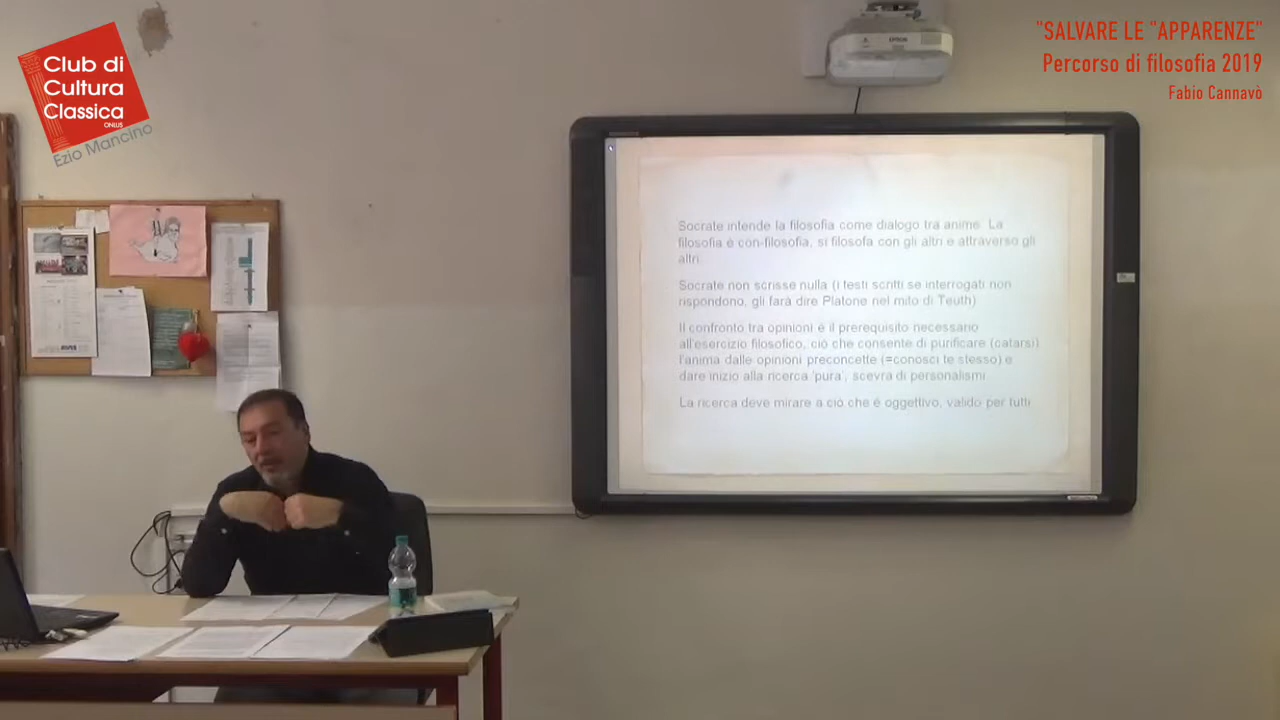 Club di
Cultura
Classica
ONLUS
Ezio Mancino
"SALVARE LE "APPARENZE"
Percorso di filosofia 2019
Fabio Cannavò
EPSON
Socrate intende la filosofia come dialogo tra anime. La
filosofia è con-filosofia, si filosofa con gli altri e attraverso gli
altri.
Socrate non scrisse nulla (i testi scritti se interrogati non
rispondono, gli farà dire Platone nel mito di Teuth)
Il confronto tra opinioni è il prerequisito necessario
all'esercizio filosofico, ciò che consente di purificare (catarsi)
l'anima dalle opinioni preconcette (=conosci te stesso) e
dare inizio alla ricerca 'pura', scevra di personalismi
La ricerca deve mirare a ciò che è oggettivo, valido per tutti